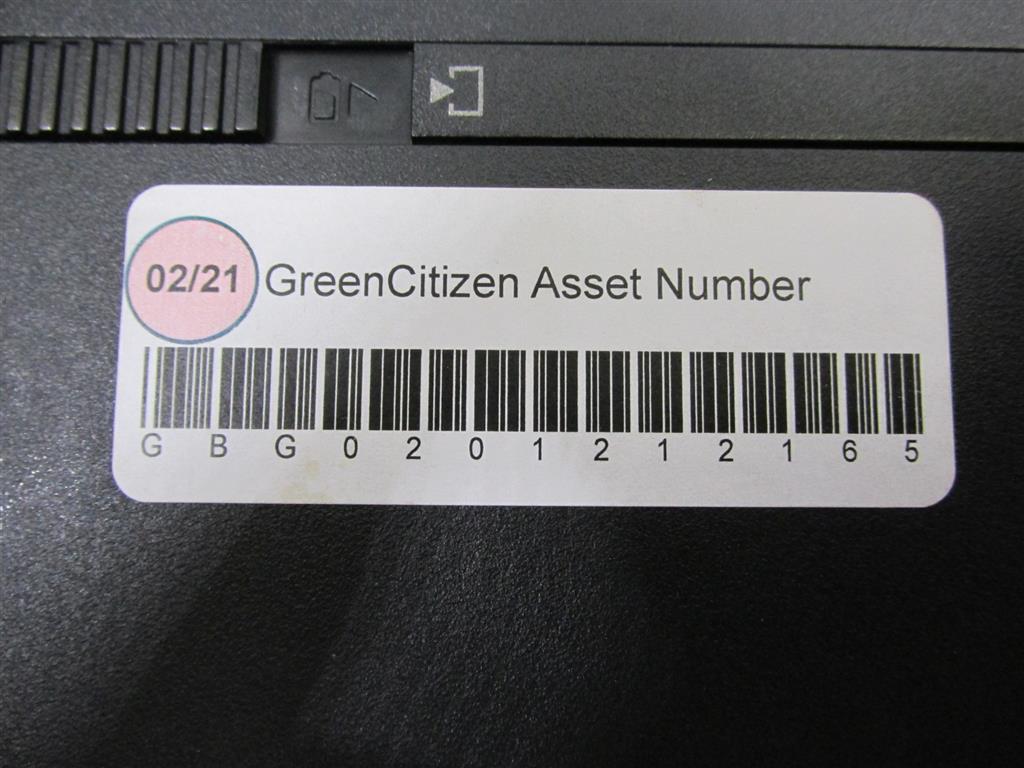 02/21 GreenCitizen Asset Number
G B G 0 2 0 1 2 1 2 1 6 5